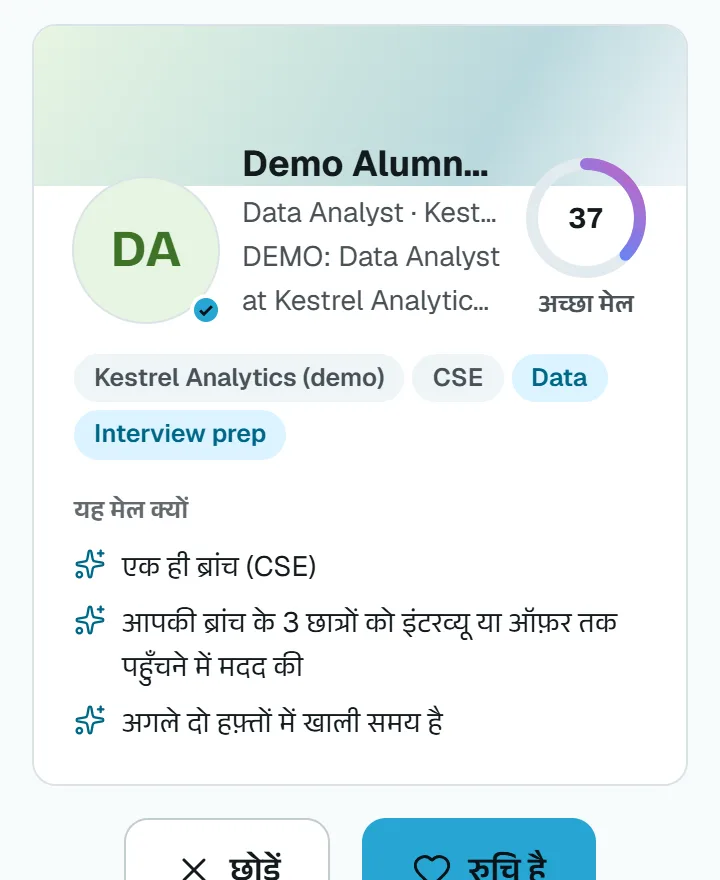 Demo Alumn...
Data Analyst · Kest...
DEMO: Data Analyst
at Kestrel Analytic...
DA
37
अच्छा मेल
Kestrel Analytics (demo) CSE Data
Interview prep
यह मेल क्यों
एक ही ब्रांच (CSE)
आपकी ब्रांच के 3 छात्रों को इंटरव्यू या ऑफ़र तक
पहुँचने में मदद की
अगले दो हफ़्तों में खाली समय है
छोड़ें रुचि है